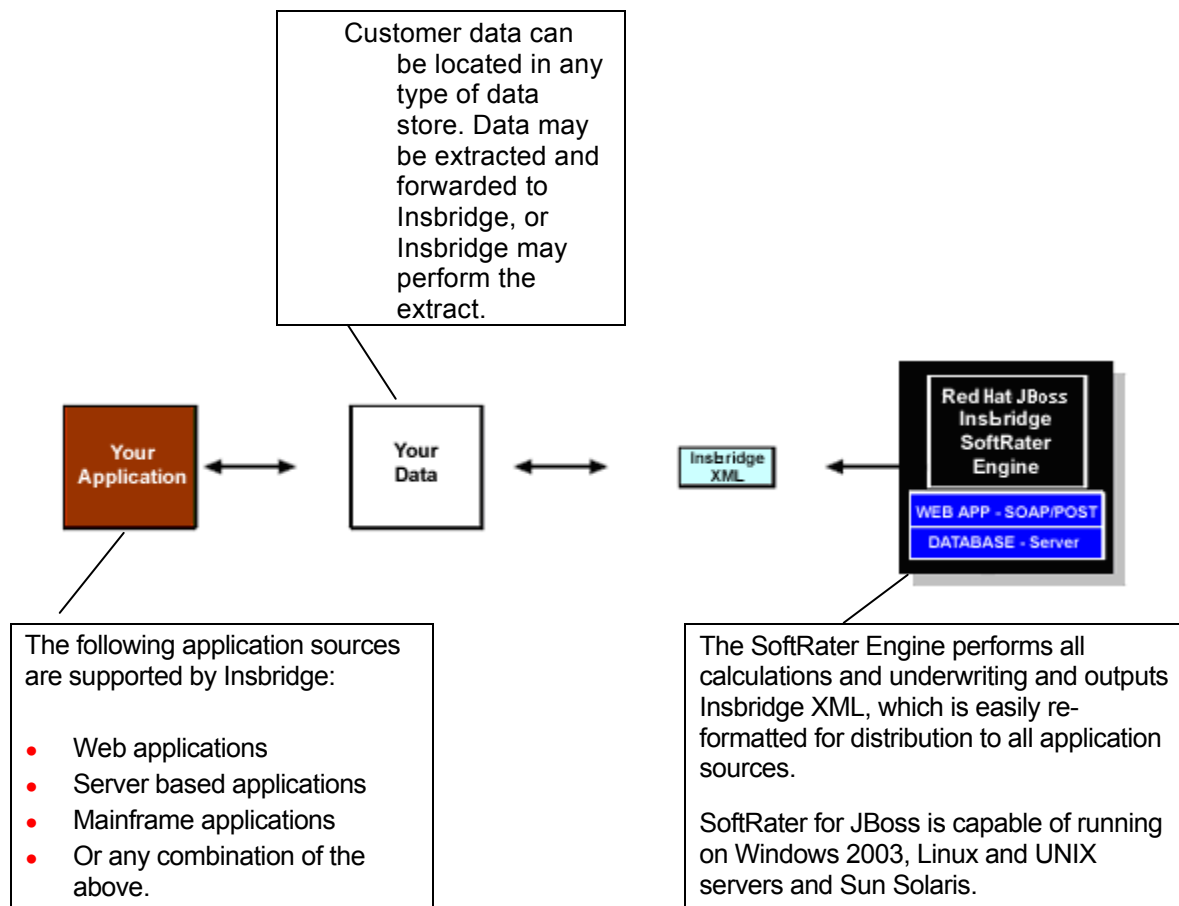 Customer data can
be located in any
type of data
store. Data may
be extracted and
forwarded to
Insbridge, or
Insbridge may
perform the
extract.
Your
Application
Your
Data
Insbridge
XML
Red Hat JBoss
Insbridge
SoftRater
Engine
WEB APP - SOAP/POST
DATABASE - Server
The following application sources
are supported by Insbridge:
• Web applications
• Server based applications
• Mainframe applications
• Or any combination of the
above.
The SoftRater Engine performs all
calculations and underwriting and outputs
Insbridge XML, which is easily re-
formatted for distribution to all application
sources.
SoftRater for JBoss is capable of running
on Windows 2003, Linux and UNIX
servers and Sun Solaris.